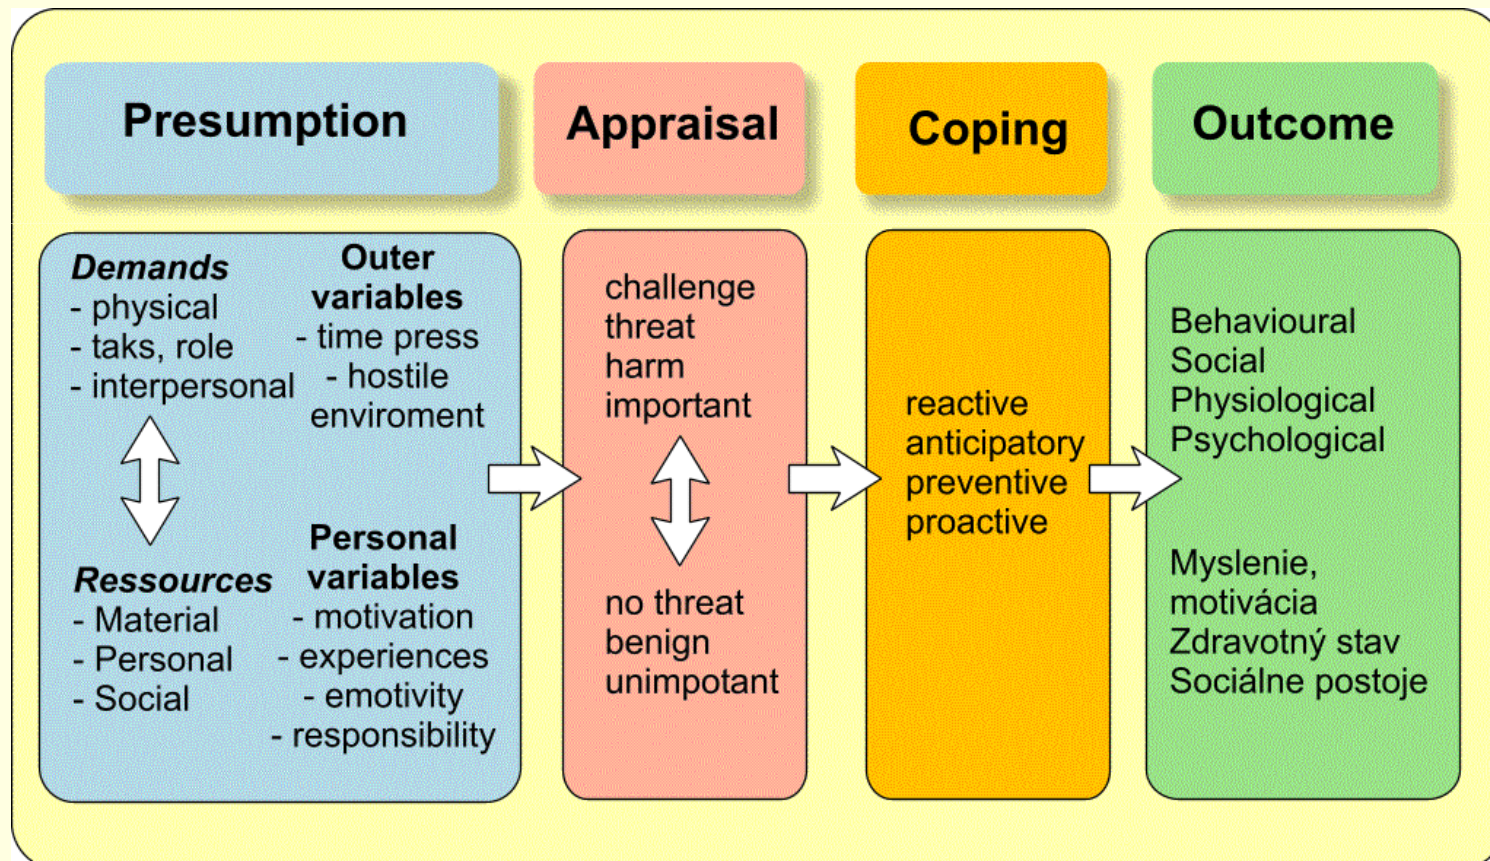 Presumption
Appraisal
Coping
Outcome
Demands
- physical
- taks, role
- interpersonal
Outer
variables
- time press
- hostile
enviroment
Ressources
- Material
- Personal
- Social
Personal
variables
- motivation
- experiences
- emotivity
- responsibility
challenge
threat
harm
important
no threat
benign
unimpotant
reactive
anticipatory
preventive
proactive
Behavioural
Social
Physiological
Psychological
Myslenie,
motivácia
Zdravotný stav
Sociálne postoje